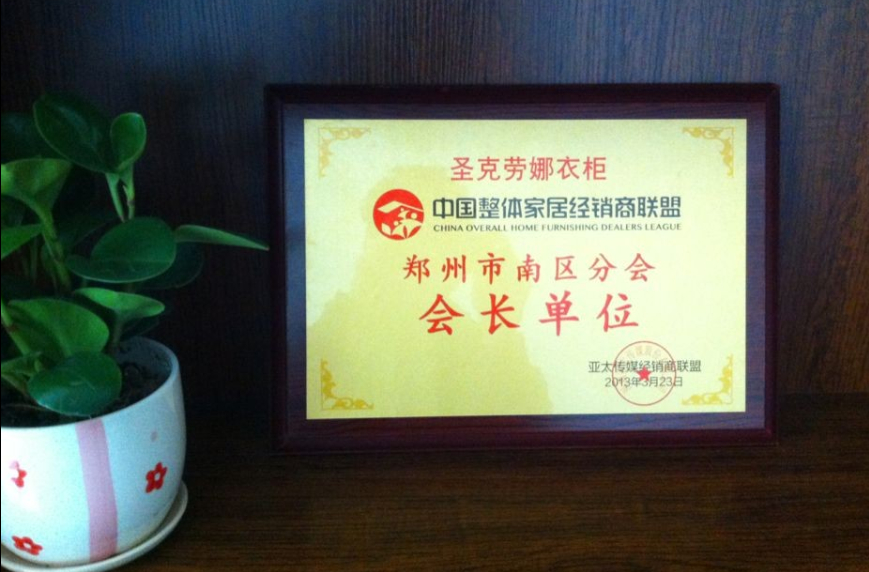 圣克劳娜衣柜
中国整体家居经销商联盟
CHINA OVERALL HOME FURNISHING DEALERS LEAGUE
郑州市南区分会
会长单位
亚太传媒经销商联盟
2013年3月23日